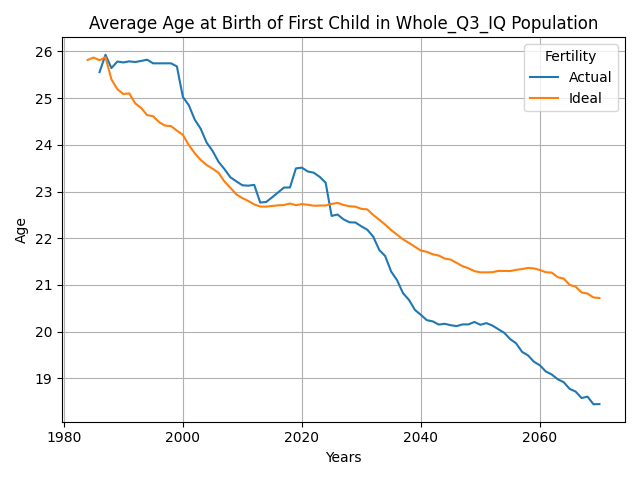 Average Age at Birth of First Child in Whole_Q3_IQ Population
Fertility
Actual
Ideal
Age
26
25
24
23
22
21
20
19
1980
2000
2020
2040
2060
Years